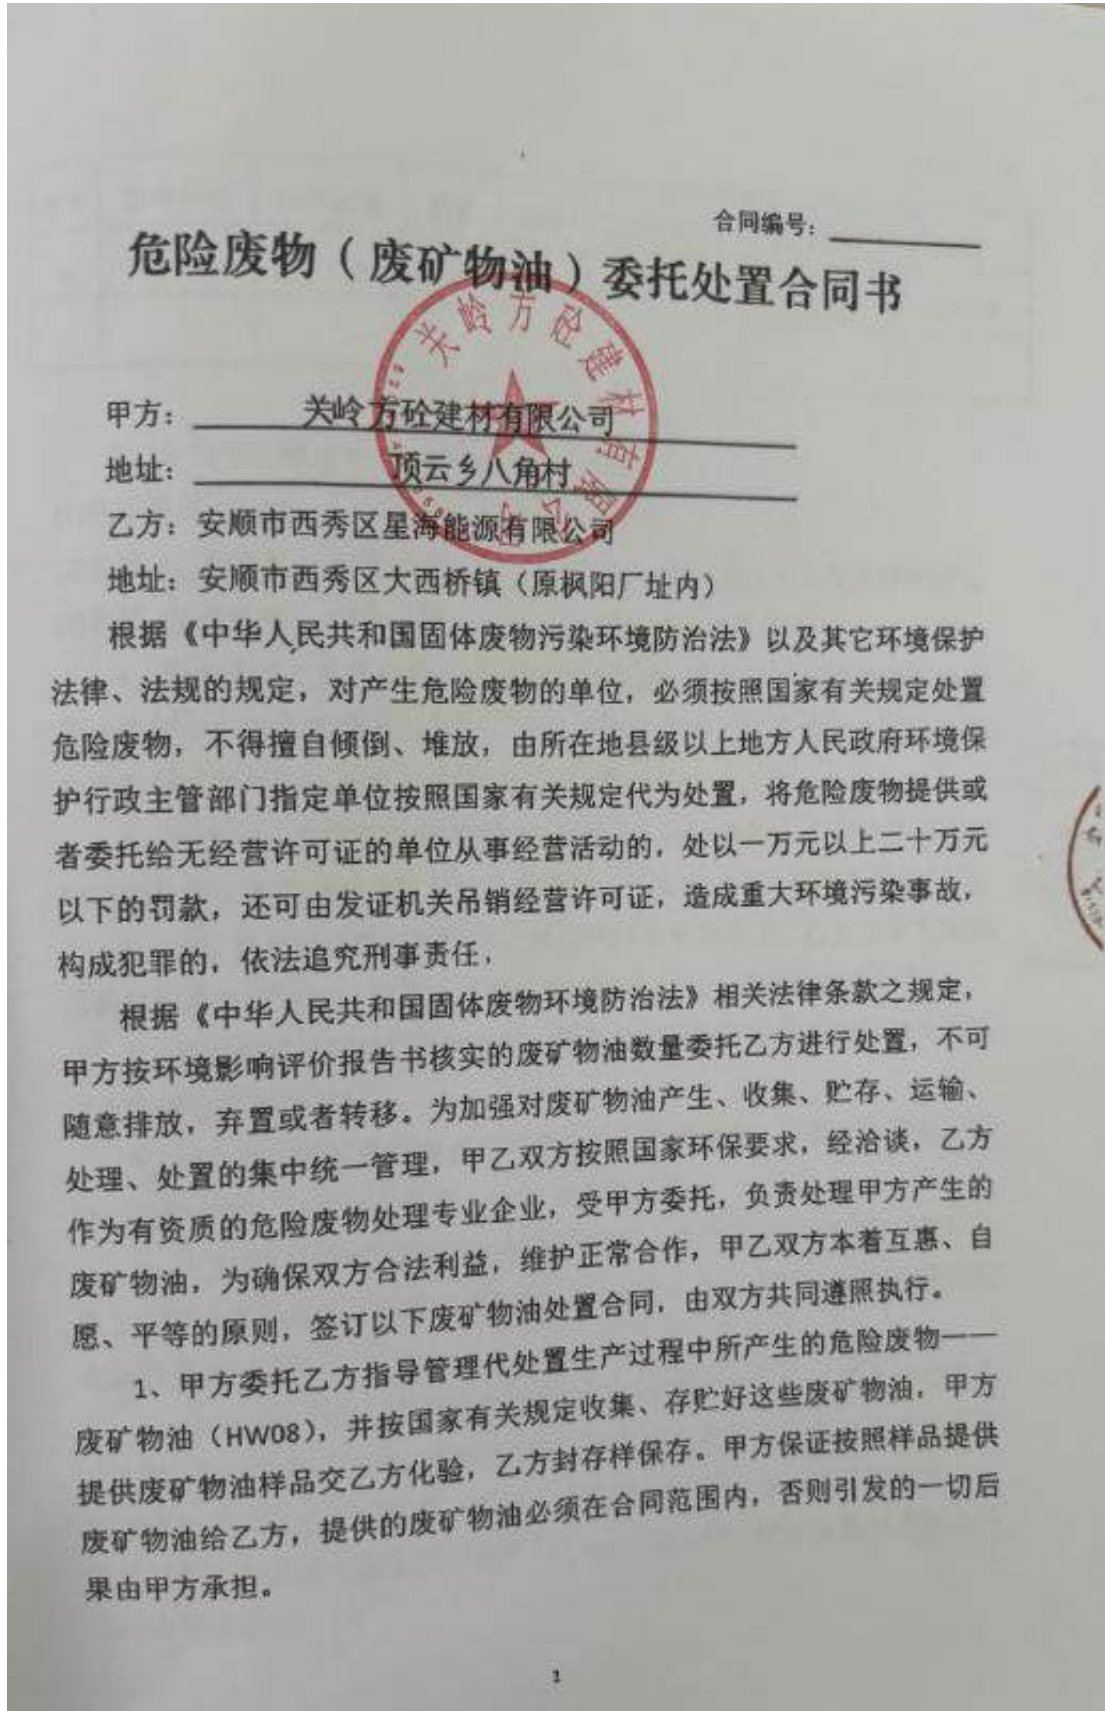 合同编号：
危险废物（废矿物油）委托处置合同书
关岭方砼建材有限公司
甲方：关岭方砼建材有限公司
地址：顶云乡八角村
乙方：安顺市西秀区星海能源有限公司
地址：安顺市西秀区大西桥镇（原枫阳厂址内）
根据《中华人民共和国固体废物污染环境防治法》以及其它环境保护
法律、法规的规定，对产生危险废物的单位，必须按照国家有关规定处置
危险废物，不得擅自倾倒、堆放，由所在地县级以上地方人民政府环境保
护行政主管部门指定单位按照国家有关规定代为处置，将危险废物提供或
者委托给无经营许可证的单位从事经营活动的，处以一万元以上二十万元
以下的罚款，还可由发证机关吊销经营许可证，造成重大环境污染事故，
构成犯罪的，依法追究刑事责任，
根据《中华人民共和国固体废物环境防治法》相关法律条款之规定，
甲方按环境影响评价报告书核实的废矿物油数量委托乙方进行处置，不可
随意排放，弃置或者转移。为加强对废矿物油产生、收集、贮存、运输、
处理、处置的集中统一管理，甲乙双方按照国家环保要求，经洽谈，乙方
作为有资质的危险废物处理专业企业，受甲方委托，负责处理甲方产生的
废矿物油，为确保双方合法利益，维护正常合作，甲乙双方本着互惠、自
愿、平等的原则，签订以下废矿物油处置合同，由双方共同遵照执行。
1、甲方委托乙方指导管理代处置生产过程中所产生的危险废物——
废矿物油（HW08），并按国家有关规定收集、存贮好这些废矿物油，甲方
提供废矿物油样品交乙方化验，乙方封存样保存。甲方保证按照样品提供
废矿物油给乙方，提供的废矿物油必须在合同范围内，否则引发的一切后
果由甲方承担。
1